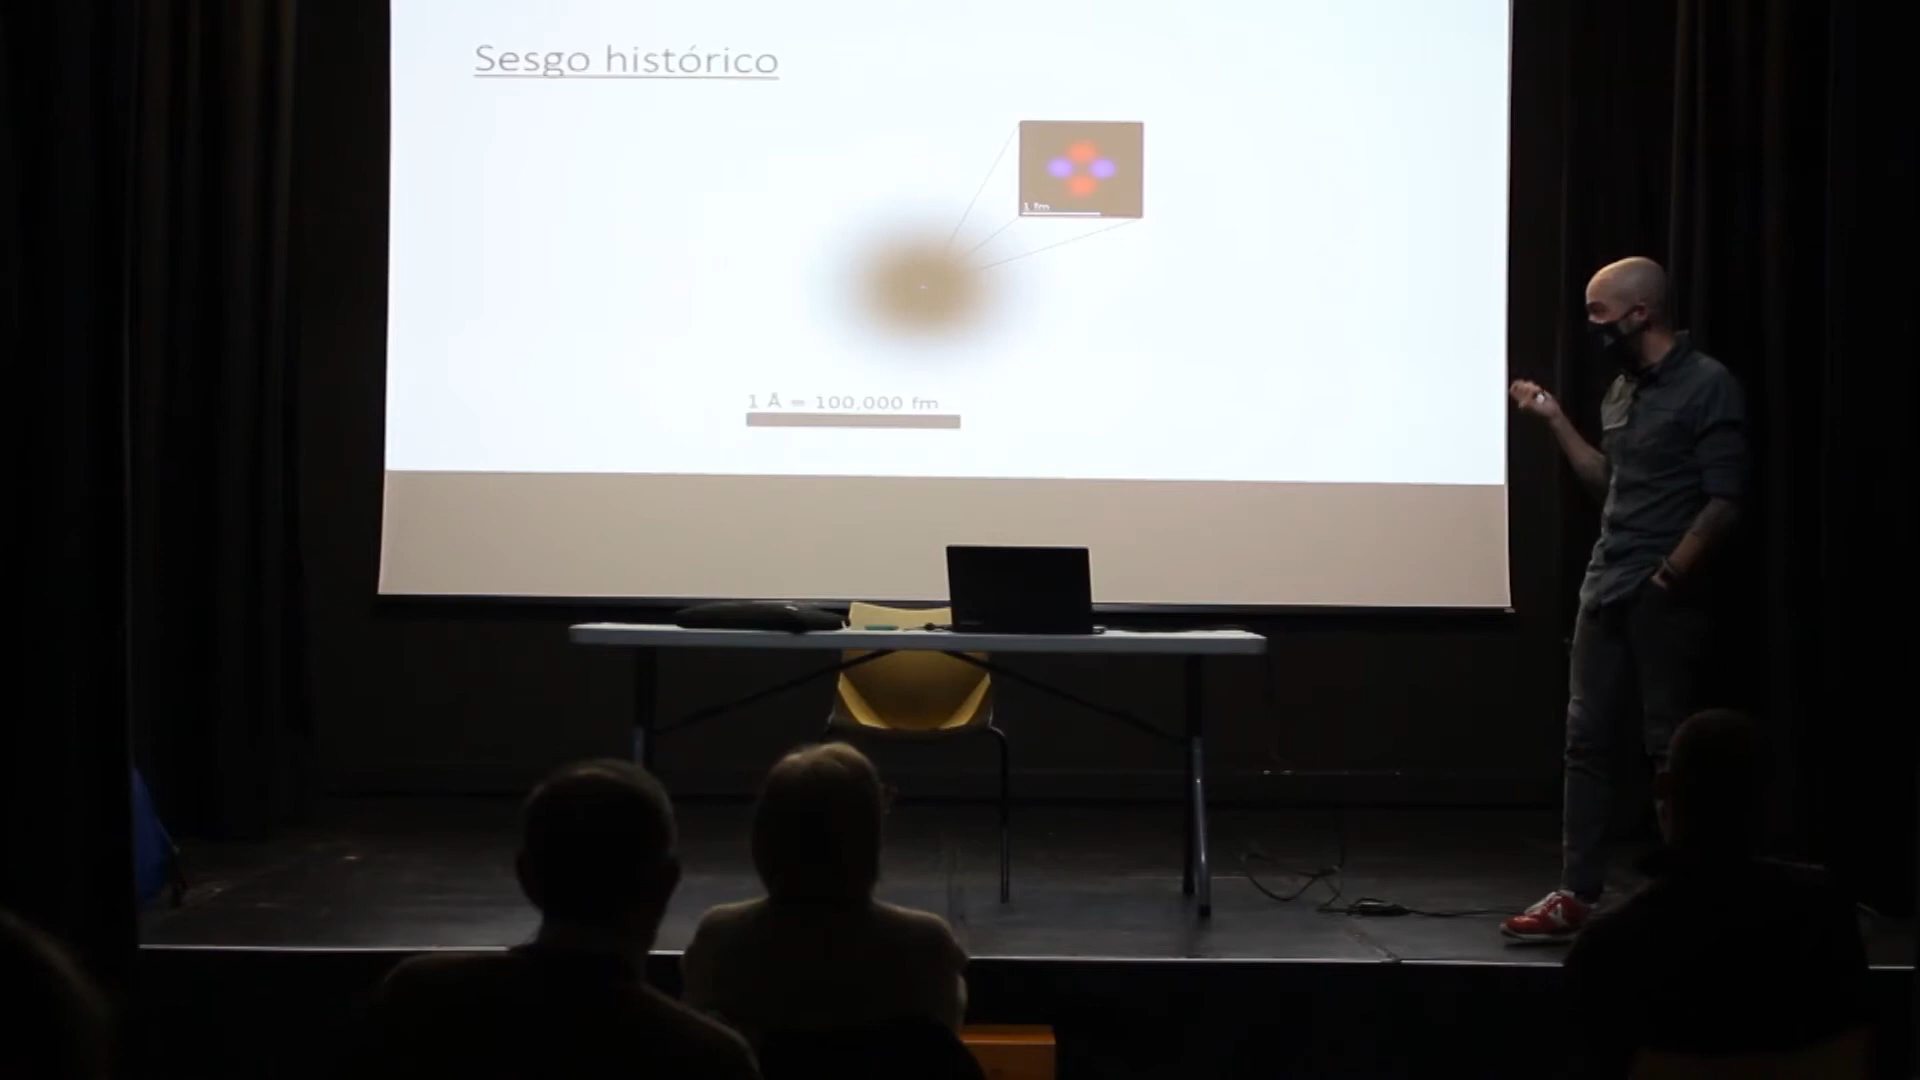 Sesgo histórico
1 fm
1 Å = 100,000 fm